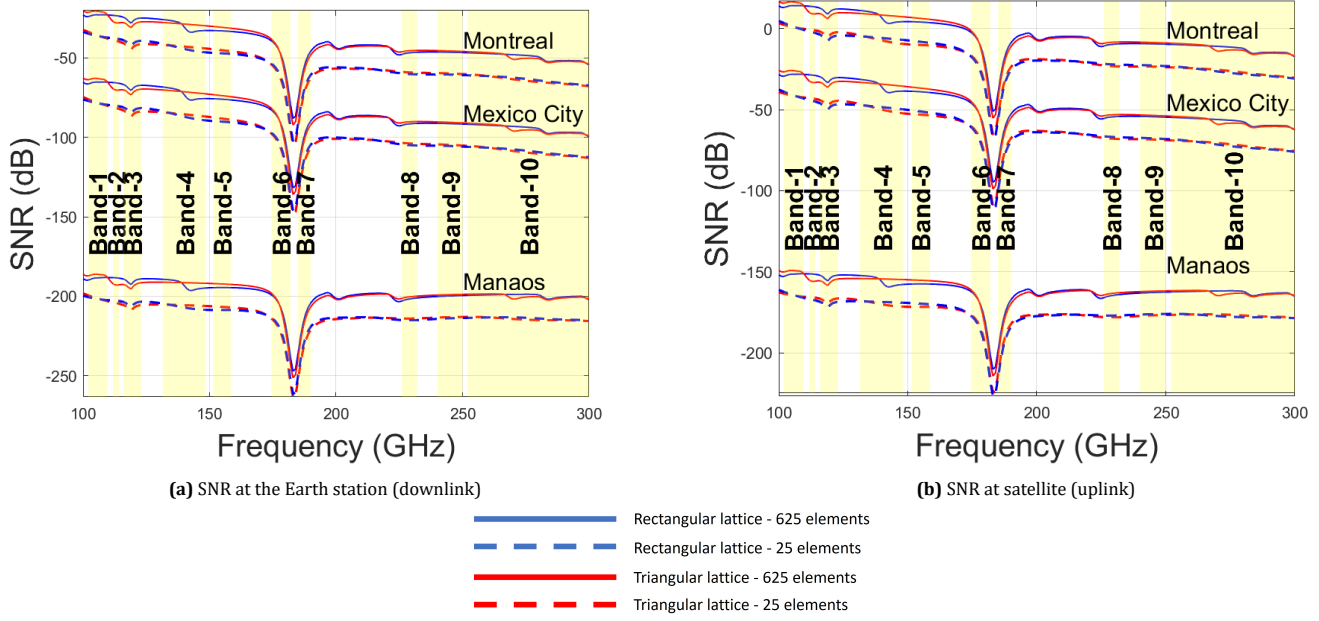 SNR (dB)
-50
-100
-150
-200
-250
Montreal
Mexico City
Band-1
Band-2
Band-3
Band-4
Band-5
Band-6
Band-7
Band-8
Band-9
Band-10
Manaos
100
150
200
250
300
Frequency (GHz)
(a) SNR at the Earth station (downlink)
SNR (dB)
0
-50
-100
-150
-200
Montreal
Mexico City
Band-1
Band-2
Band-3
Band-4
Band-5
Band-6
Band-7
Band-8
Band-9
Band-10
Manaos
100
150
200
250
300
Frequency (GHz)
(b) SNR at satellite (uplink)
Rectangular lattice - 625 elements
Rectangular lattice - 25 elements
Triangular lattice - 625 elements
Triangular lattice - 25 elements